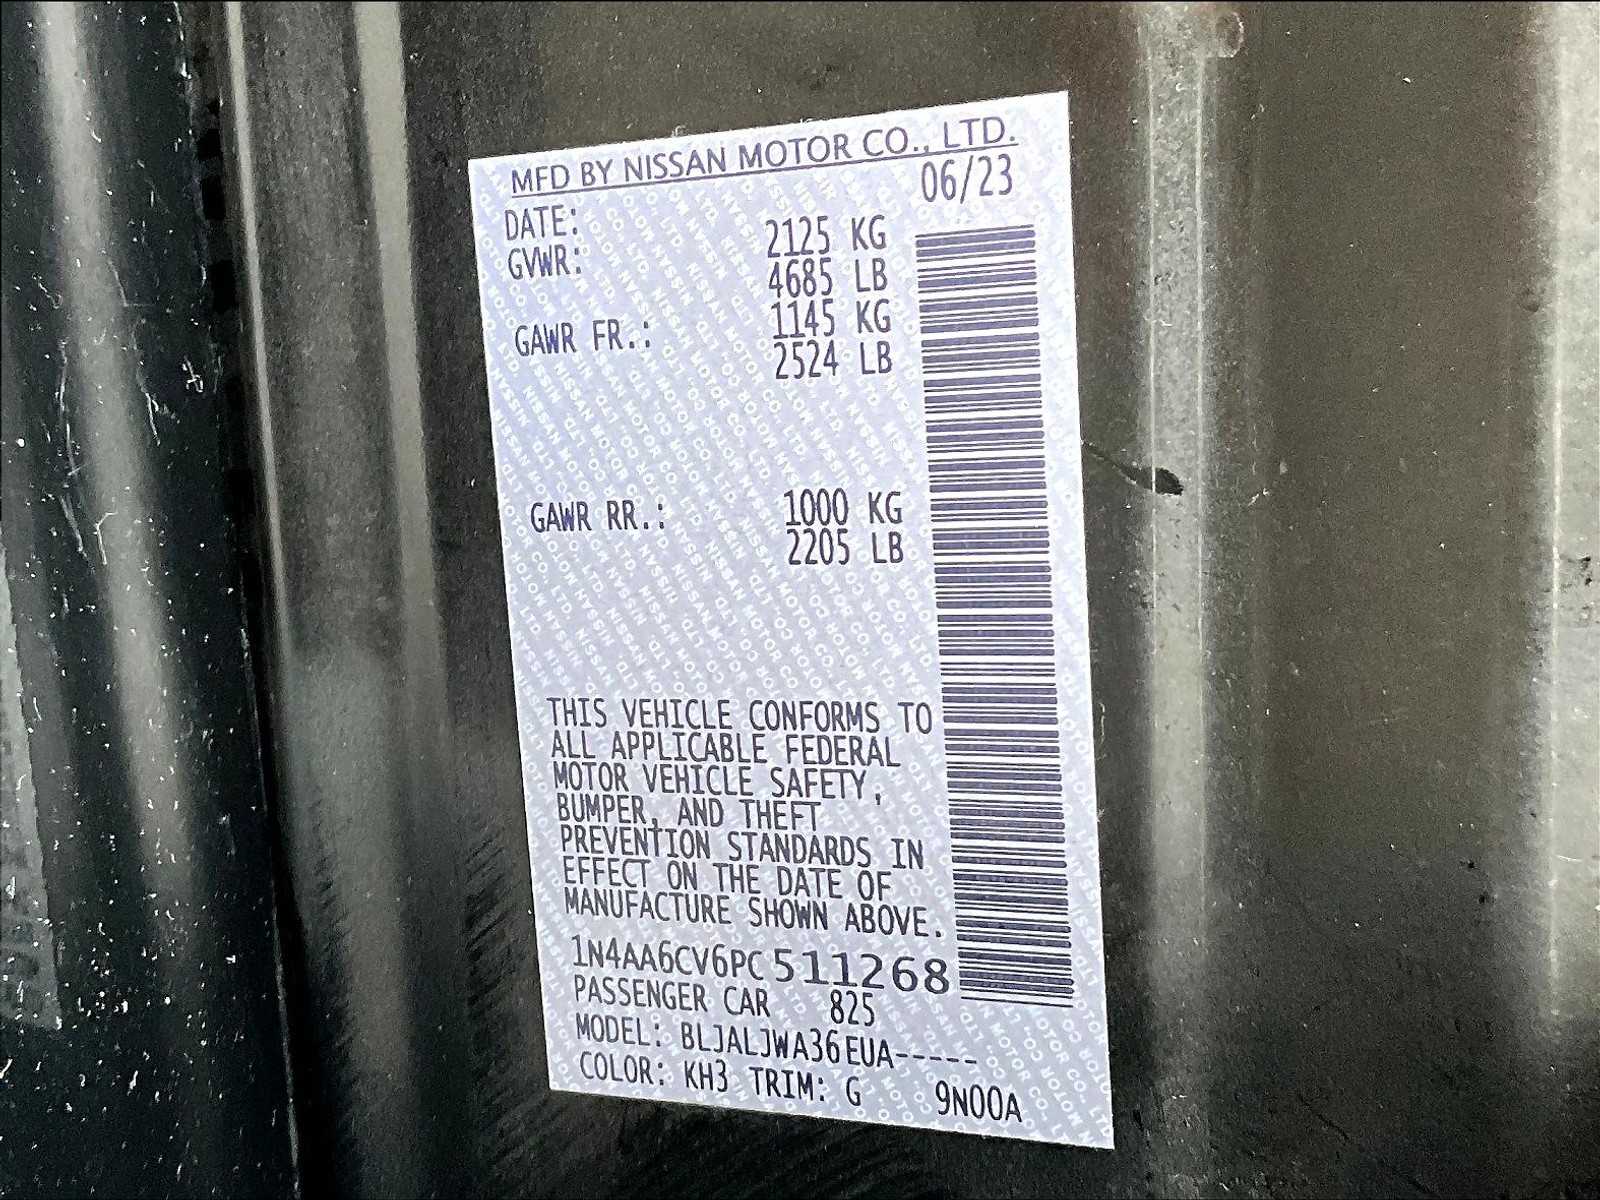 MFD BY NISSAN MOTOR CO., LTD.
DATE: 06/23
GVWR: 2125 KG
4685 LB
GAWR FR.: 1145 KG
2524 LB
GAWR RR.: 1000 KG
2205 LB
THIS VEHICLE CONFORMS TO
ALL APPLICABLE FEDERAL
MOTOR VEHICLE SAFETY,
BUMPER, AND THEFT
PREVENTION STANDARDS IN
EFFECT ON THE DATE OF
MANUFACTURE SHOWN ABOVE.
1N4AA6CV6PC511268
PASSENGER CAR 825
MODEL: BLJALJWA36EUA-----
COLOR: KH3 TRIM: G 9N00A